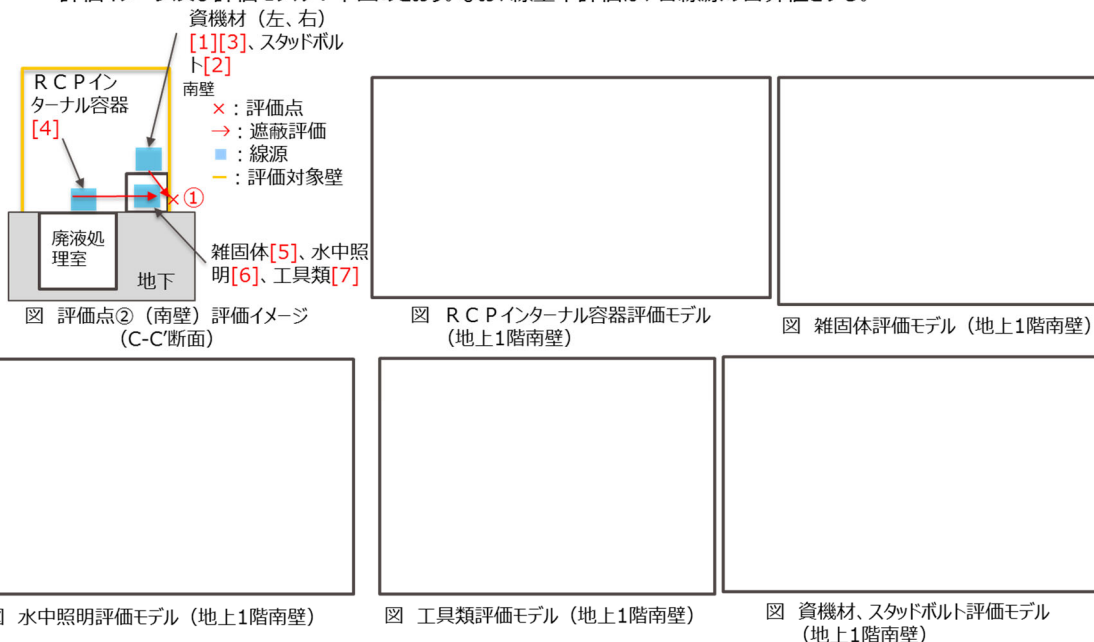 資機材（左、右）
[1][3]、スタッドボル
ト[2]
ＲＣＰイン
ターナル容器
[4]
南壁
×：評価点
→：遮蔽評価
■：線源
ー：評価対象壁
①
廃液処
理室
地下
雑固体[5]、水中照
明[6]、工具類[7]
図 評価点②（南壁）評価イメージ
（C-C’断面）
図 ＲＣＰインターナル容器評価モデル
（地上1階南壁）
図 雑固体評価モデル（地上1階南壁）
水中照明評価モデル（地上1階南壁）
図 工具類評価モデル（地上1階南壁）
図 資機材、スタッドボルト評価モデル
（地上1階南壁）